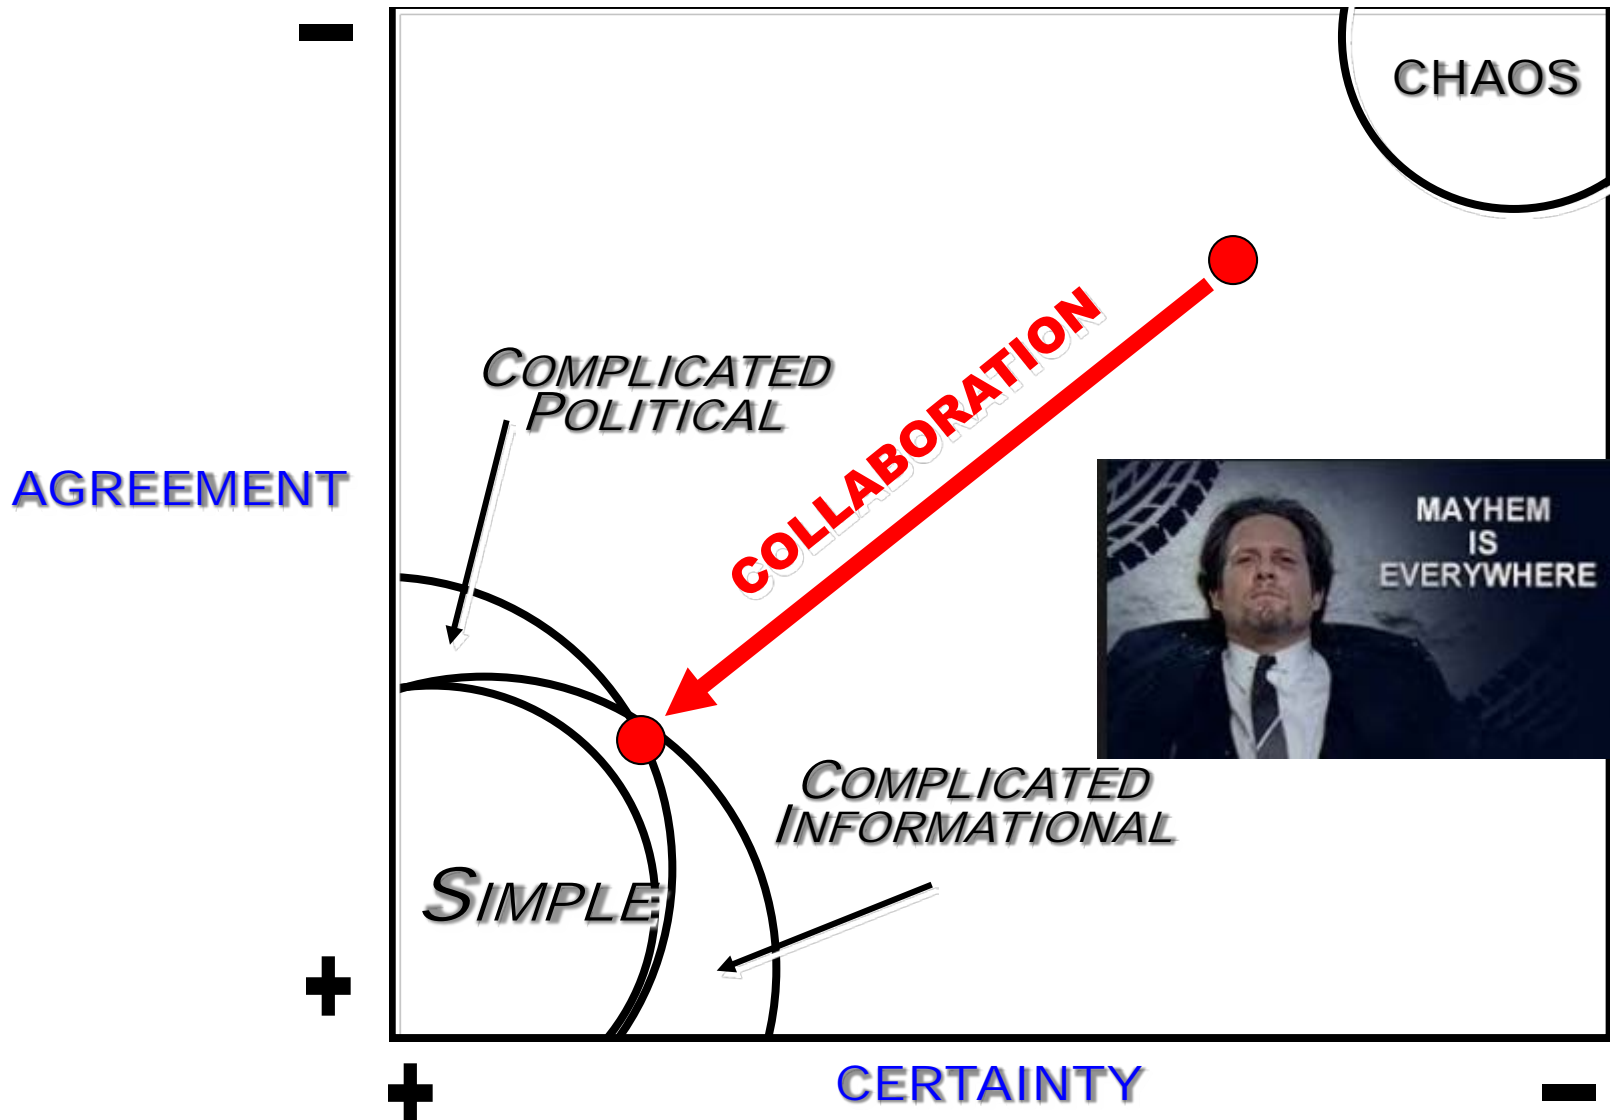 CHAOS
COLLABORATION
COMPLICATED
POLITICAL
AGREEMENT
MAYHEM
IS
EVERYWHERE
COMPLICATED
INFORMATIONAL
SIMPLE
+
+
CERTAINTY